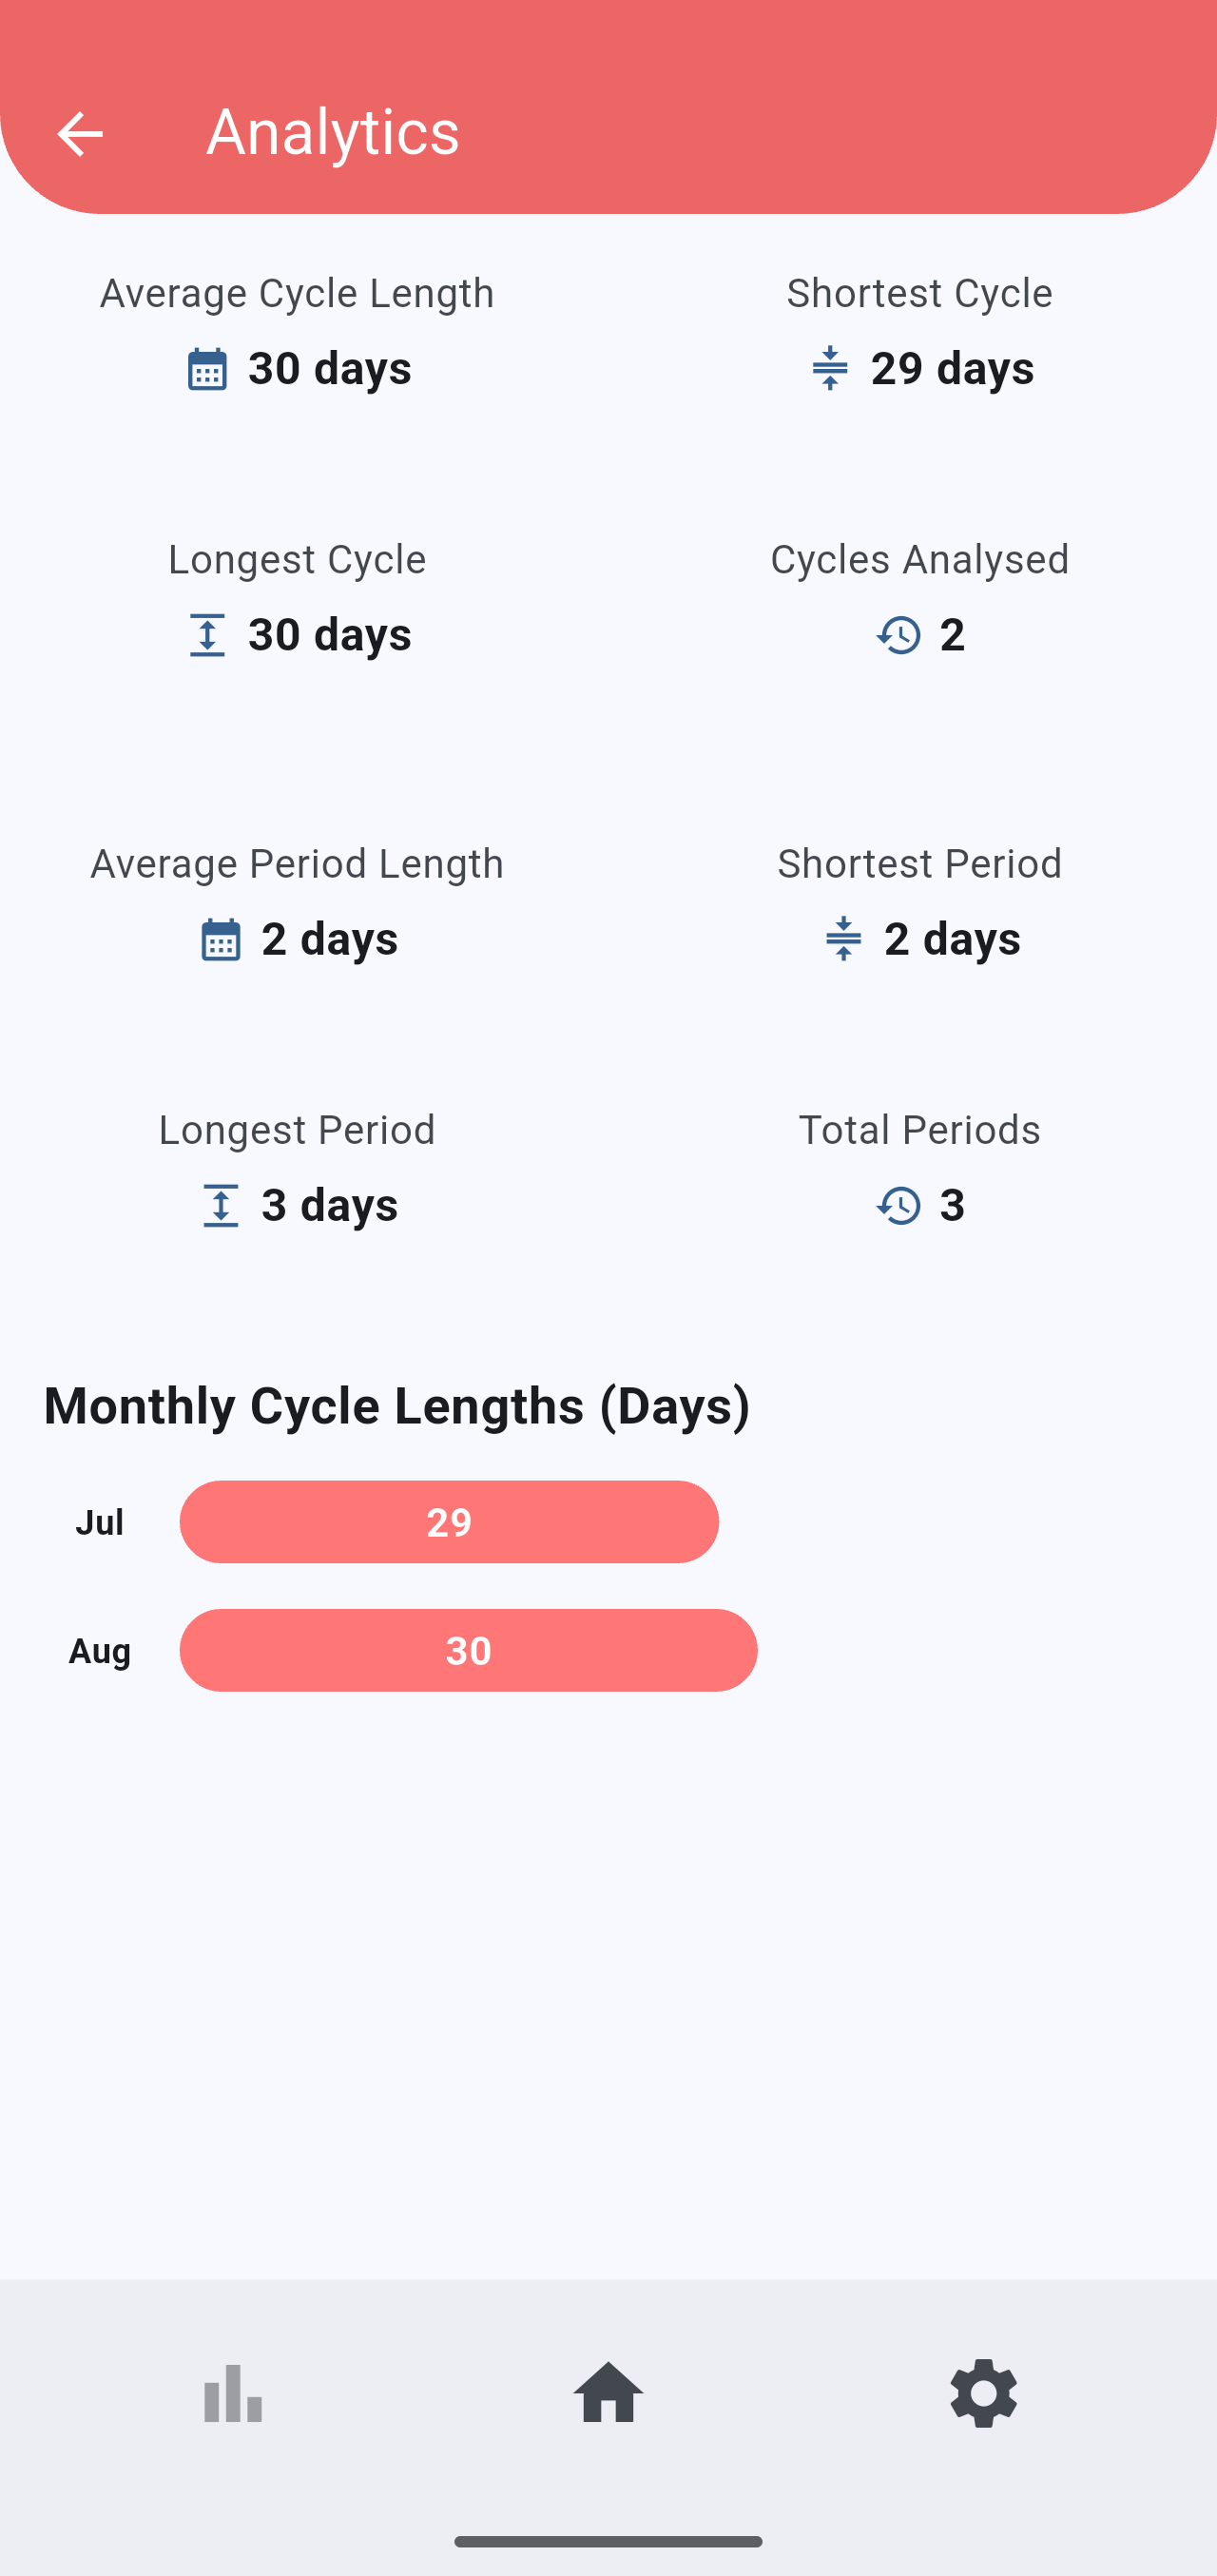 Analytics
Average Cycle Length
30 days
Shortest Cycle
29 days
Longest Cycle
30 days
Cycles Analysed
2
Average Period Length
2 days
Shortest Period
2 days
Longest Period
3 days
Total Periods
3
Monthly Cycle Lengths (Days)
Jul 29
Aug 30